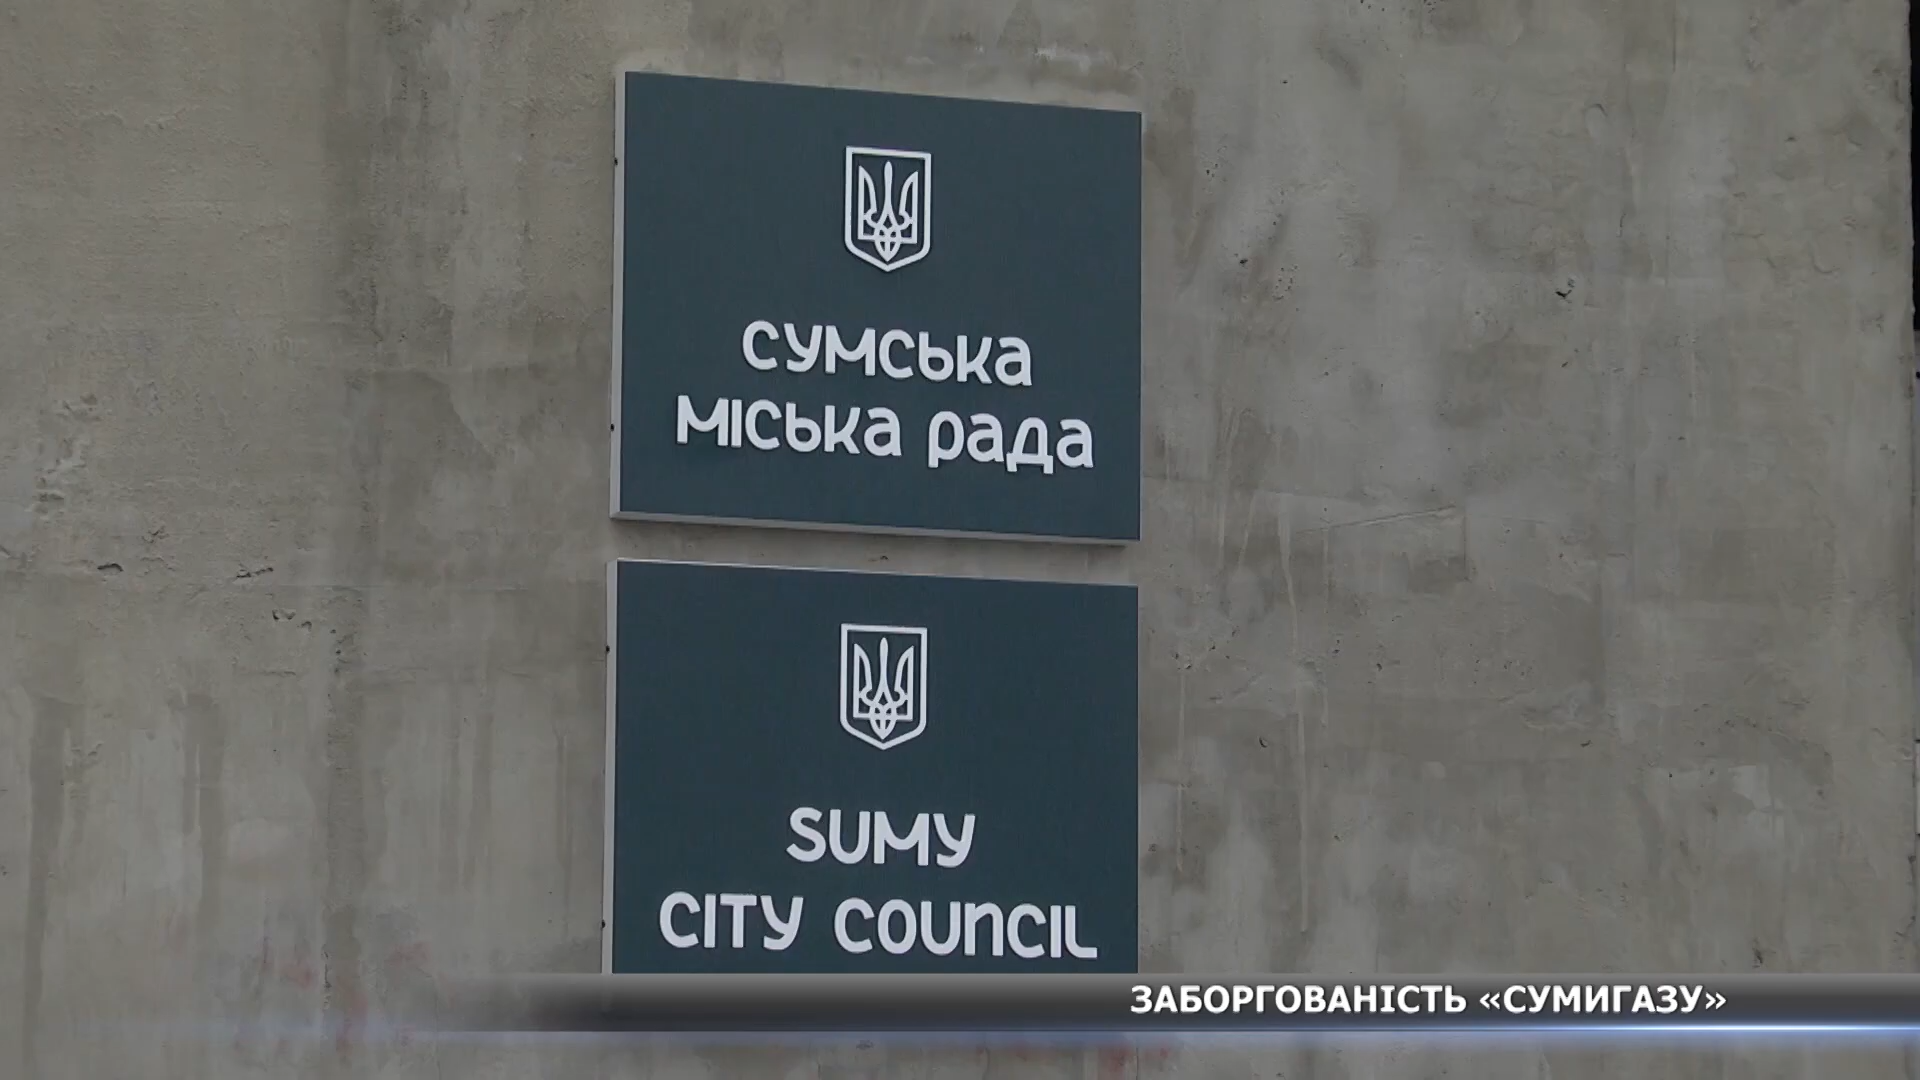 Сумська
міська рада
SUMY
CITY COUNCIL
ЗАБОРГОВАНІСТЬ «СУМИГАЗУ»